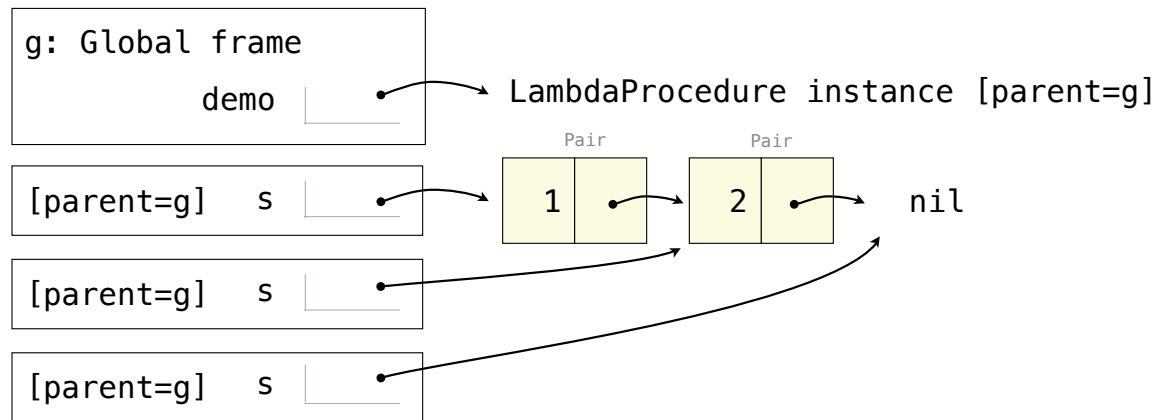 g: Global frame
demo
LambdaProcedure instance [parent=g]
Pair
Pair
[parent=g] s
1
2
nil
[parent=g] s
[parent=g] s